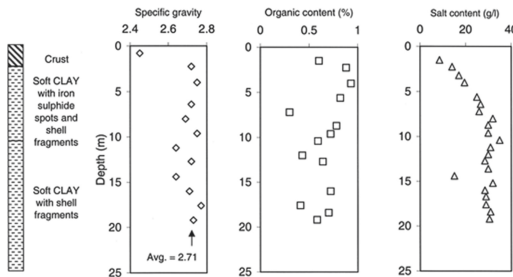 Specific gravity
2.4 2.6 2.8
Organic content (%)
0 0.5 1
Salt content (g/l)
0 20 40
Crust
Soft CLAY
with iron
sulphide
spots and
shell
fragments
Soft CLAY
with shell
fragments
Depth (m)
0
5
10
15
20
25
Avg. = 2.71
0
5
10
15
20
25
0
5
10
15
20
25